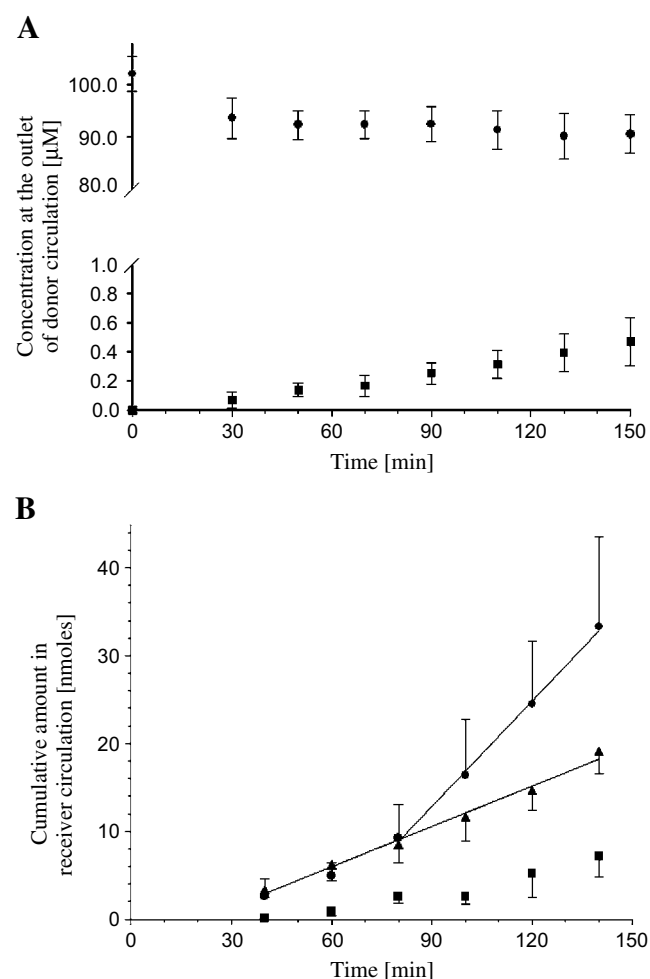 A
100.0
90.0
80.0
1.0
0.8
0.6
0.4
0.2
0.0
Concentration at the outlet
of donor circulation [µM]
0 30 60 90 120 150
Time [min]
B
40
30
20
10
0
Cumulative amount in
receiver circulation [nmoles]
0 30 60 90 120 150
Time [min]